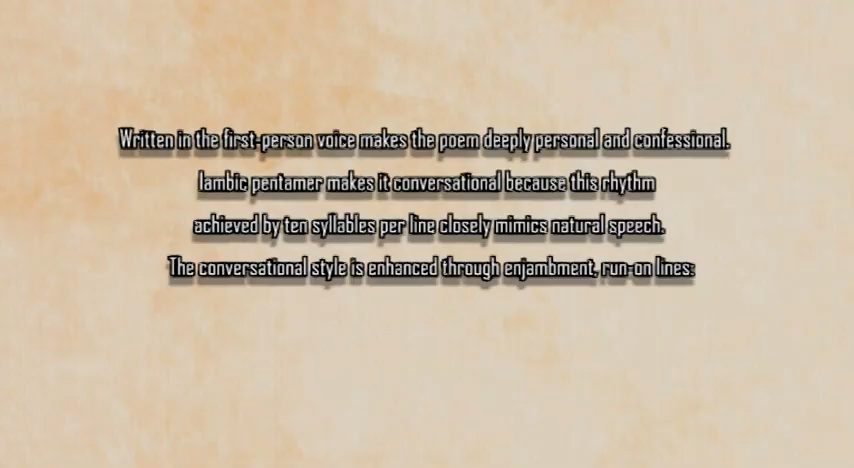 Written in the first-person voice makes the poem deeply personal and confessional.
Iambic pentamer makes it conversational because this rhythm
achieved by ten syllables per line closely mimics natural speech.
The conversational style is enhanced through enjambment, run-on lines: